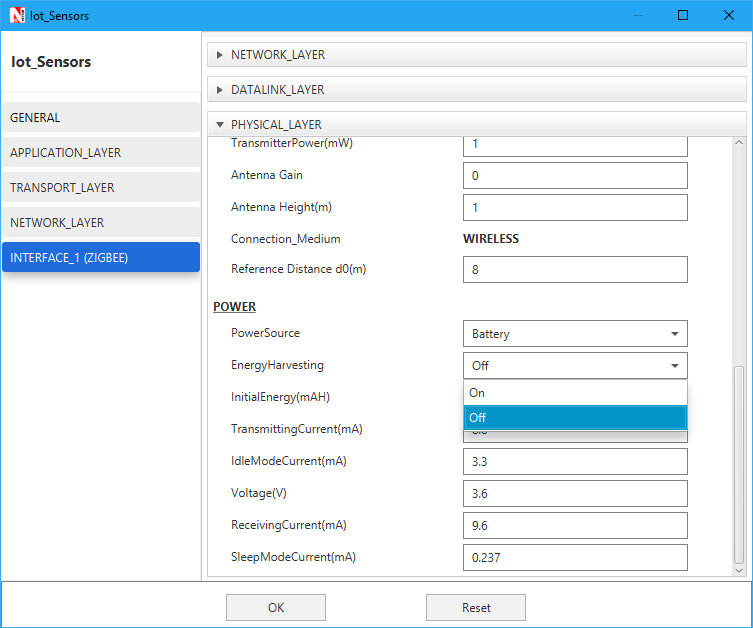 Iot_Sensors
Iot_Sensors
GENERAL
APPLICATION_LAYER
TRANSPORT_LAYER
NETWORK_LAYER
INTERFACE_1 (ZIGBEE)
NETWORK_LAYER
DATALINK_LAYER
PHYSICAL_LAYER
TransmitterPower(mW) 1
Antenna Gain 0
Antenna Height(m) 1
Connection_Medium WIRELESS
Reference Distance d0(m) 8
POWER
PowerSource Battery
EnergyHarvesting Off
On
InitialEnergy(mAH)
Off
TransmittingCurrent(mA)
IdleModeCurrent(mA) 3.3
Voltage(V) 3.6
ReceivingCurrent(mA) 9.6
SleepModeCurrent(mA) 0.237
OK Reset